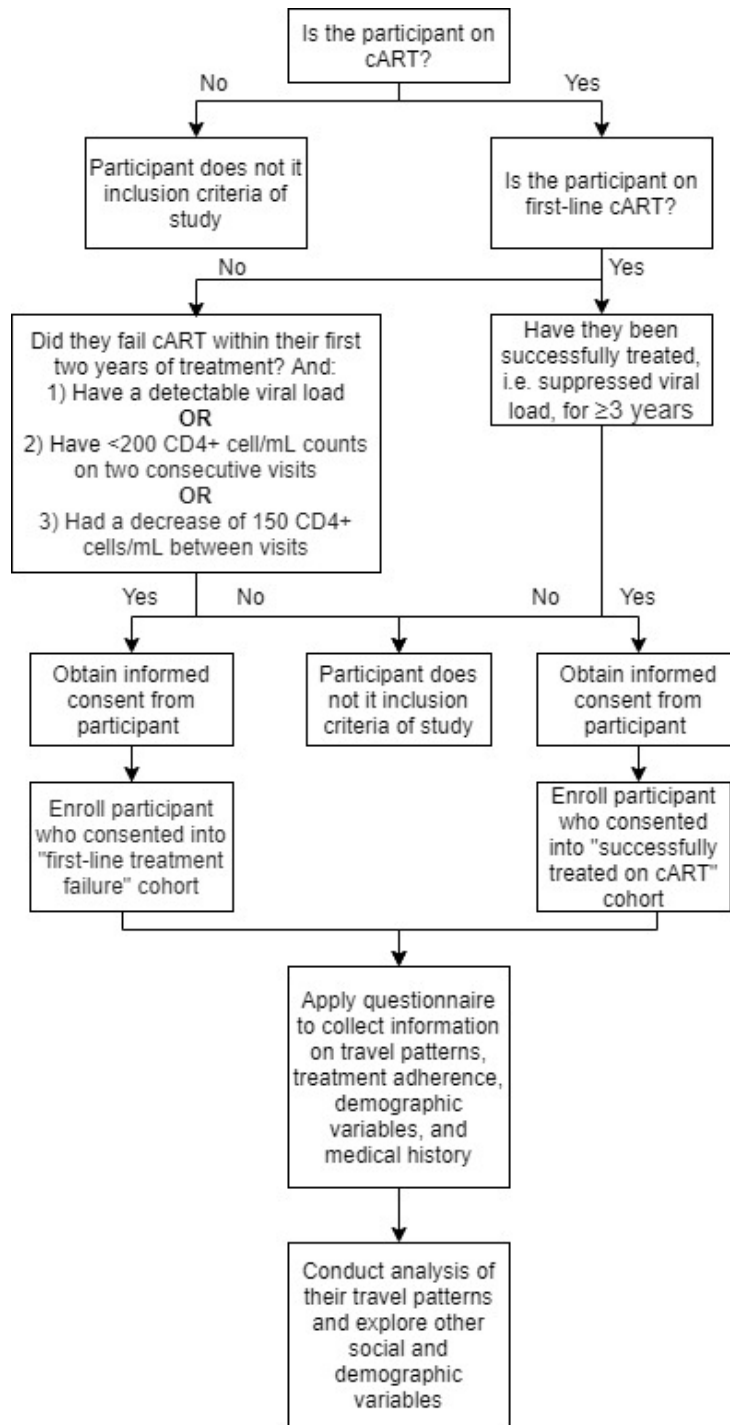 Is the participant on
cART?
No
Yes
Participant does not it
inclusion criteria of
study
Is the participant on
first-line cART?
No
Yes
Did they fail cART within their first
two years of treatment? And:
1) Have a detectable viral load
OR
2) Have <200 CD4+ cell/mL counts
on two consecutive visits
OR
3) Had a decrease of 150 CD4+
cells/mL between visits
Have they been
successfully treated,
i.e. suppressed viral
load, for ≥3 years
Yes
No
No
Yes
Obtain informed
consent from
participant
Participant does
not it inclusion
criteria of study
Obtain informed
consent from
participant
Enroll participant
who consented into
"first-line treatment
failure" cohort
Enroll participant
who consented
into "successfully
treated on cART"
cohort
Apply questionnaire
to collect information
on travel patterns,
treatment adherence,
demographic
variables, and
medical history
Conduct analysis of
their travel patterns
and explore other
social and
demographic
variables